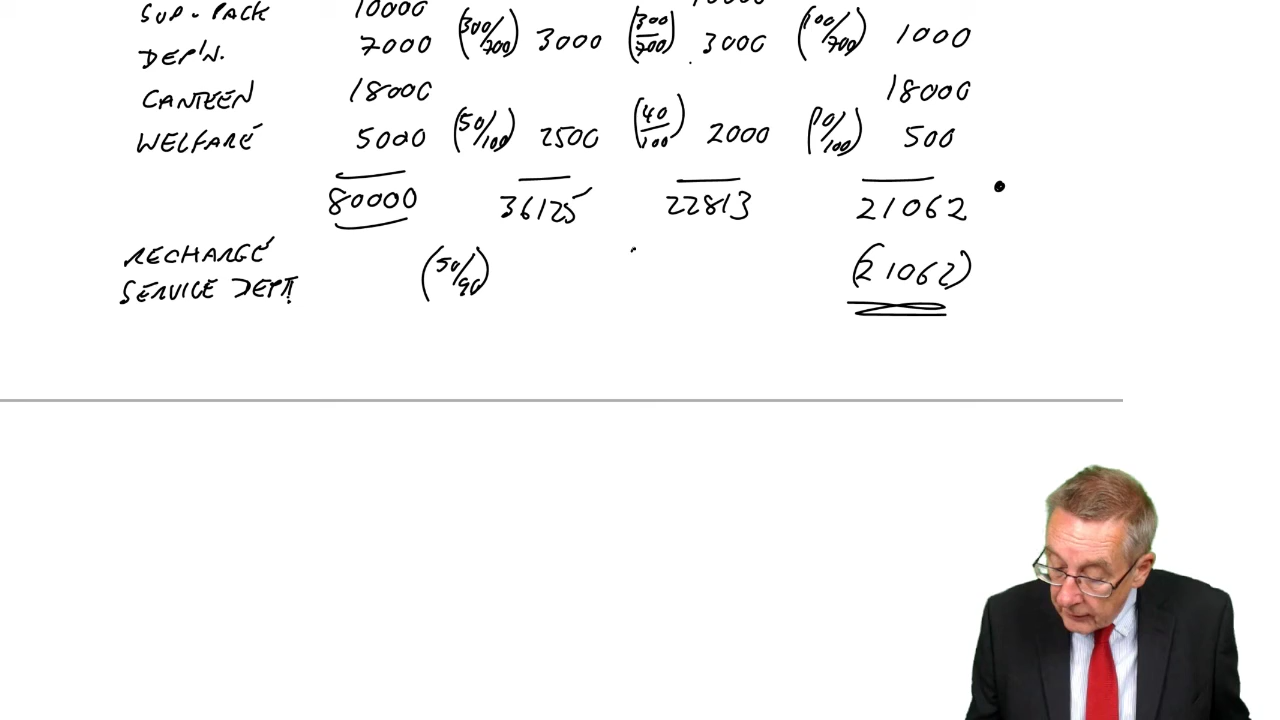 SUP. PACK 10000 10000
DEP'N. 7000 (300/700) 3000 (300/700) 3000 (100/700) 1000
CANTEEN 18000 18000
WELFARE 5000 (50/100) 2500 (40/100) 2000 (10/100) 500
80000 36125 22813 21062
RECHARGE (50/90) (21062)
SERVICE DEPT.